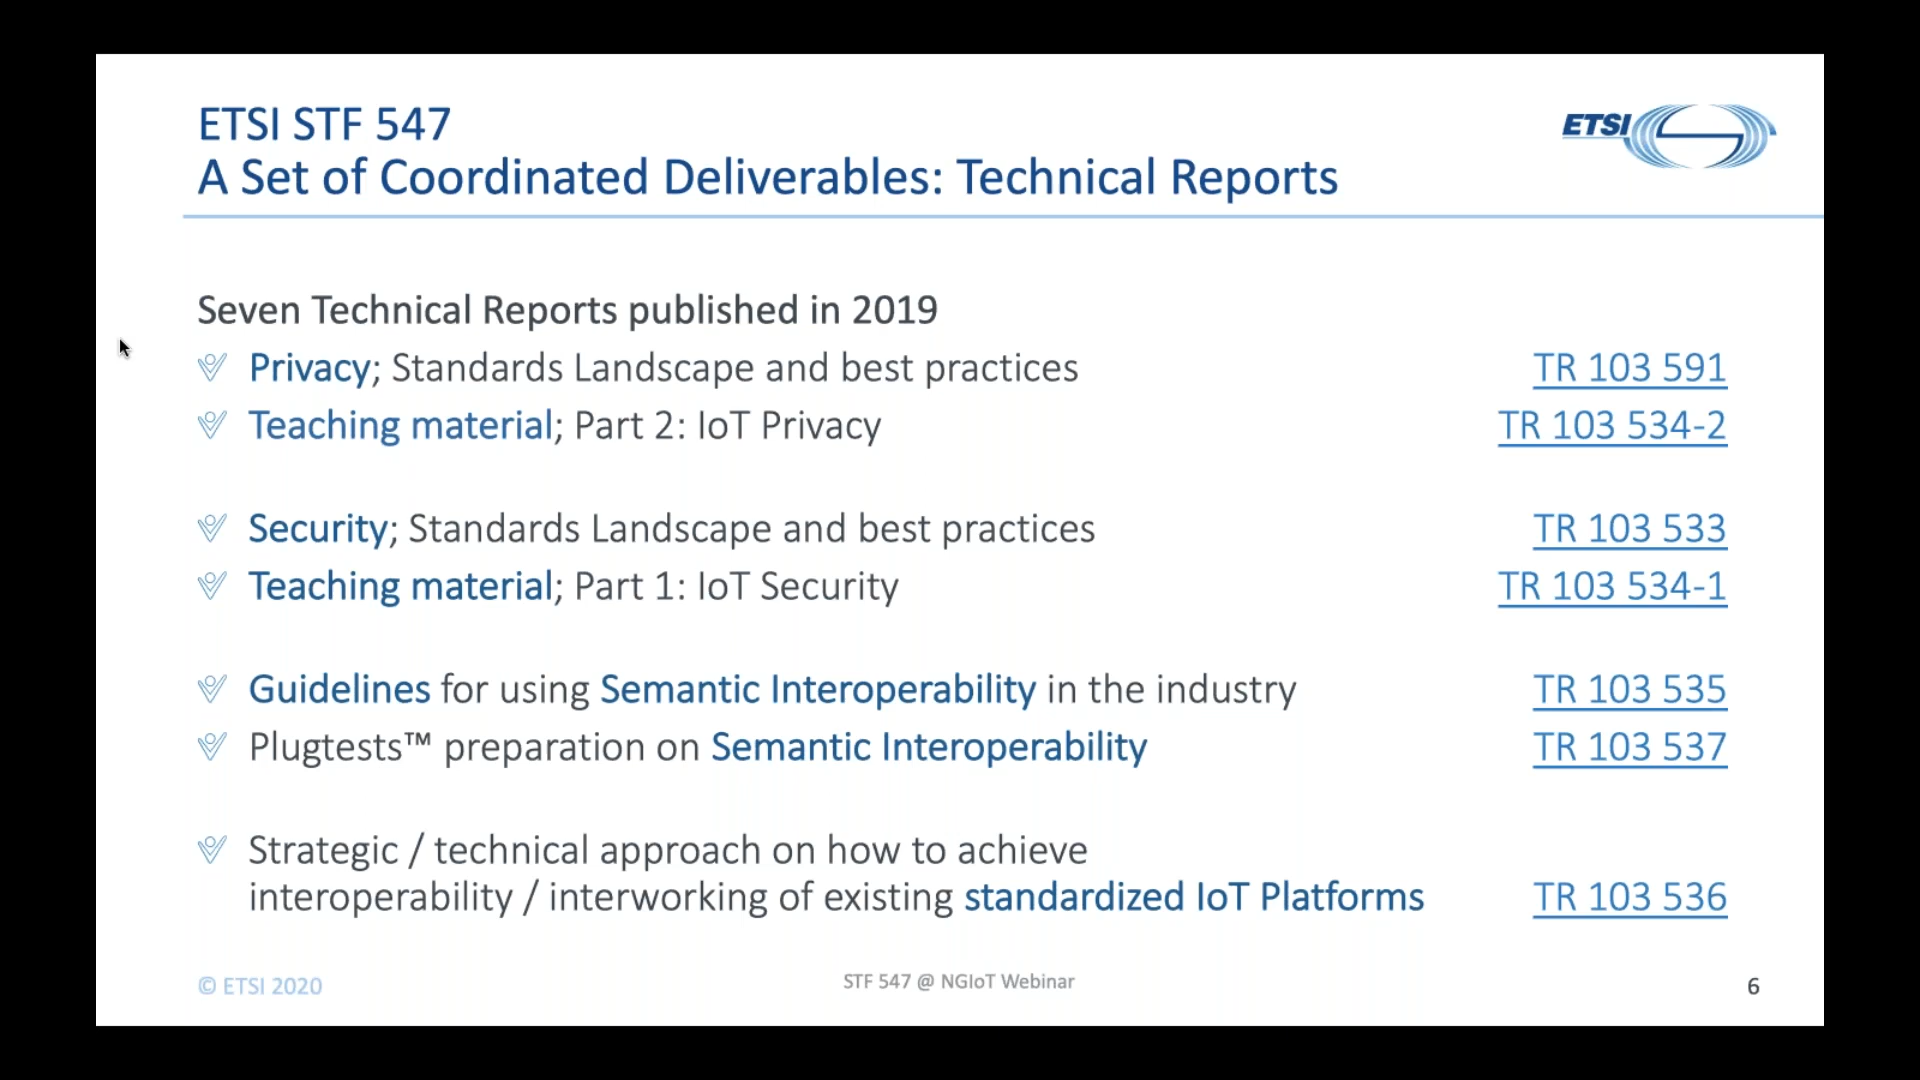 ETSI STF 547
A Set of Coordinated Deliverables: Technical Reports
ETSI
Seven Technical Reports published in 2019
Privacy; Standards Landscape and best practices TR 103 591
Teaching material; Part 2: IoT Privacy TR 103 534-2
Security; Standards Landscape and best practices TR 103 533
Teaching material; Part 1: IoT Security TR 103 534-1
Guidelines for using Semantic Interoperability in the industry TR 103 535
Plugtests™ preparation on Semantic Interoperability TR 103 537
Strategic / technical approach on how to achieve
interoperability / interworking of existing standardized IoT Platforms TR 103 536
© ETSI 2020 STF 547 @ NGIoT Webinar 6